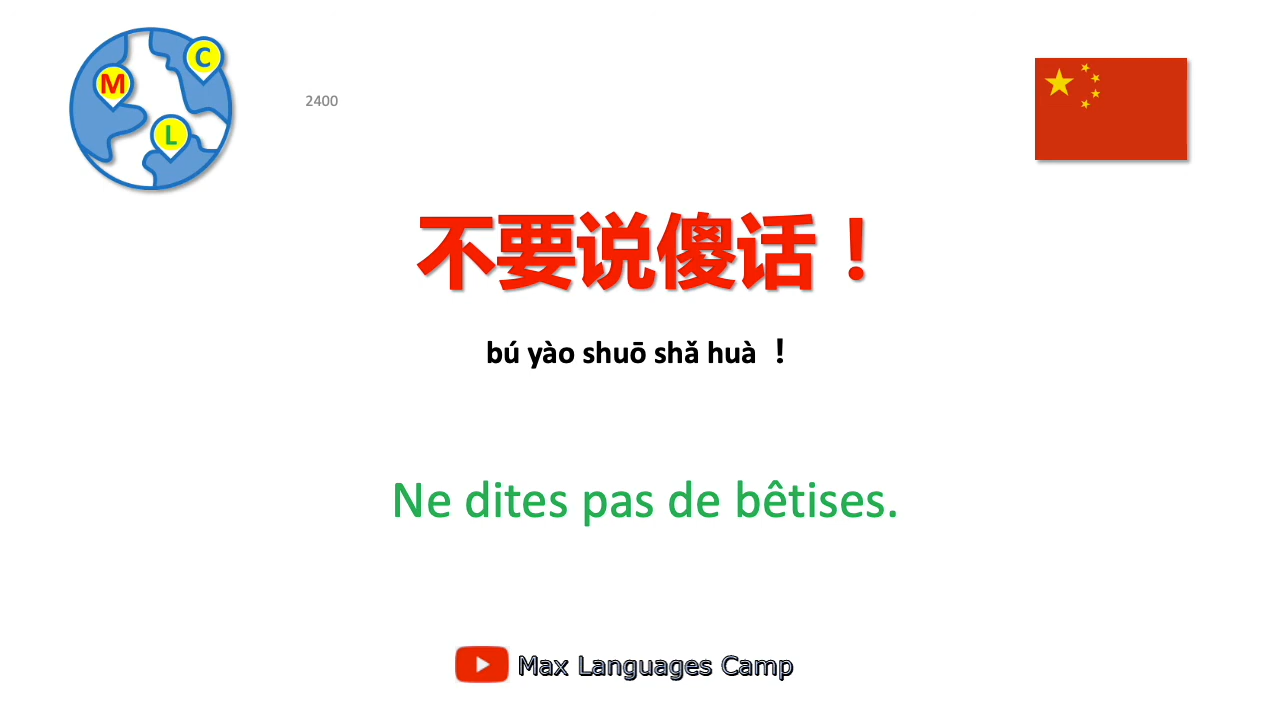 C
M
L
2400
不要说傻话！
bú yào shuō shǎ huà ！
Ne dites pas de bêtises.
Max Languages Camp